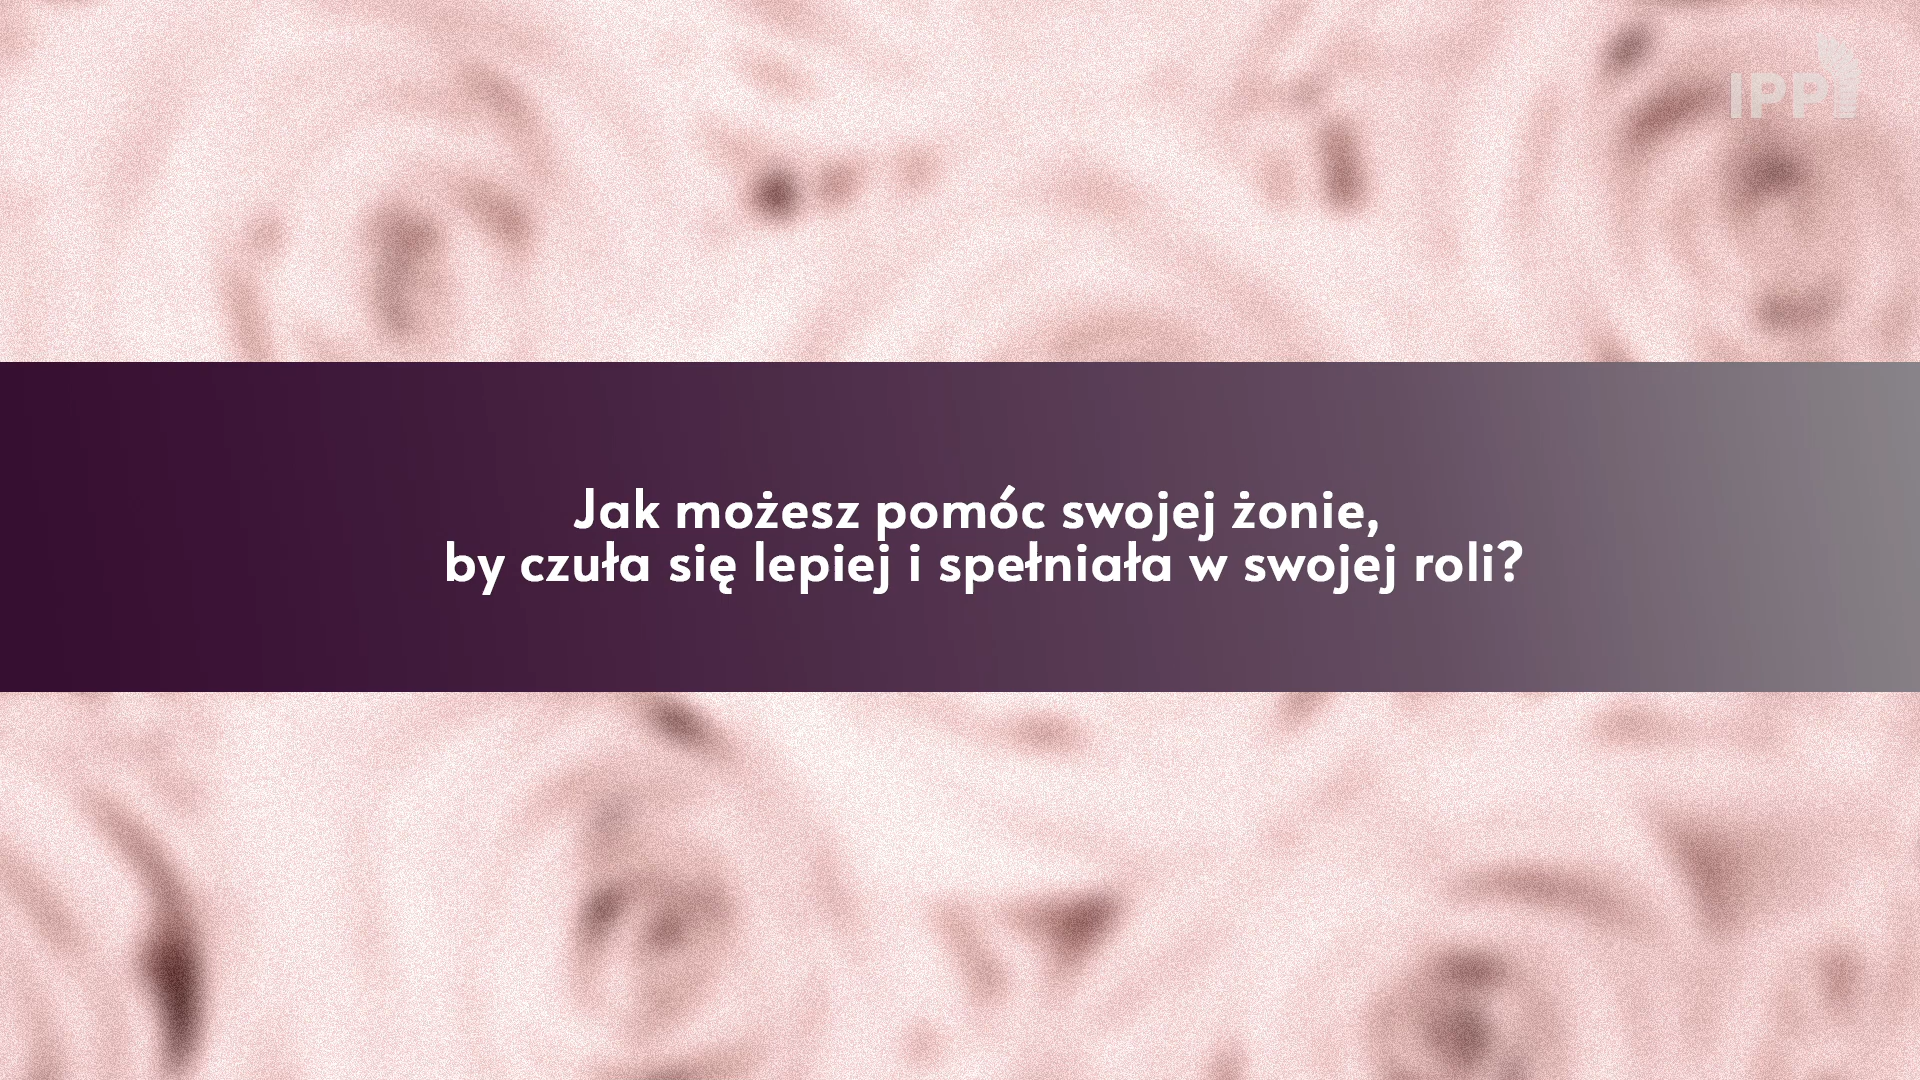 IPP
Jak możesz pomóc swojej żonie,
by czuła się lepiej i spełniała w swojej roli?